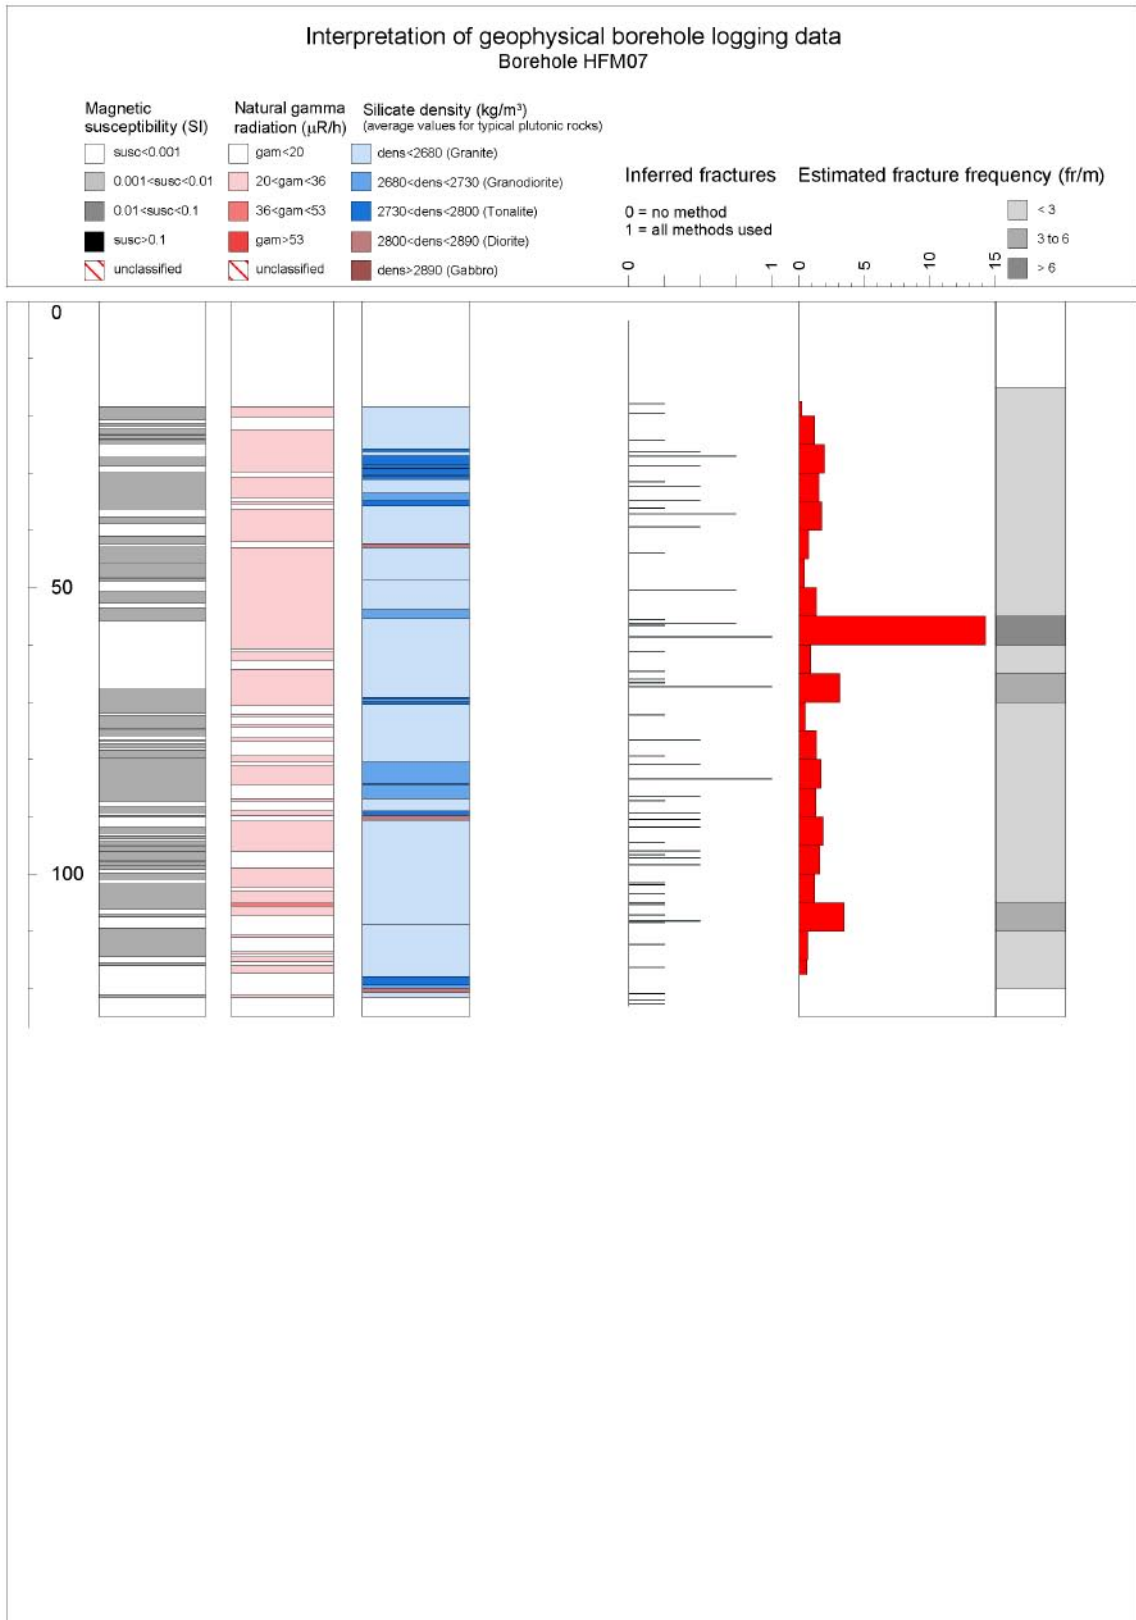 Interpretation of geophysical borehole logging data
Borehole HFM07
Magnetic
susceptibility (SI)
susc<0.001
0.001<susc<0.01
0.01<susc<0.1
susc>0.1
unclassified
Natural gamma
radiation (μR/h)
gam<20
20<gam<36
36<gam<53
gam>53
unclassified
Silicate density (kg/m³)
(average values for typical plutonic rocks)
dens<2680 (Granite)
2680<dens<2730 (Granodiorite)
2730<dens<2800 (Tonalite)
2800<dens<2890 (Diorite)
dens>2890 (Gabbro)
Inferred fractures
0 = no method
1 = all methods used
0 1
Estimated fracture frequency (fr/m)
< 3
3 to 6
> 6
0 5 10 15
0
50
100